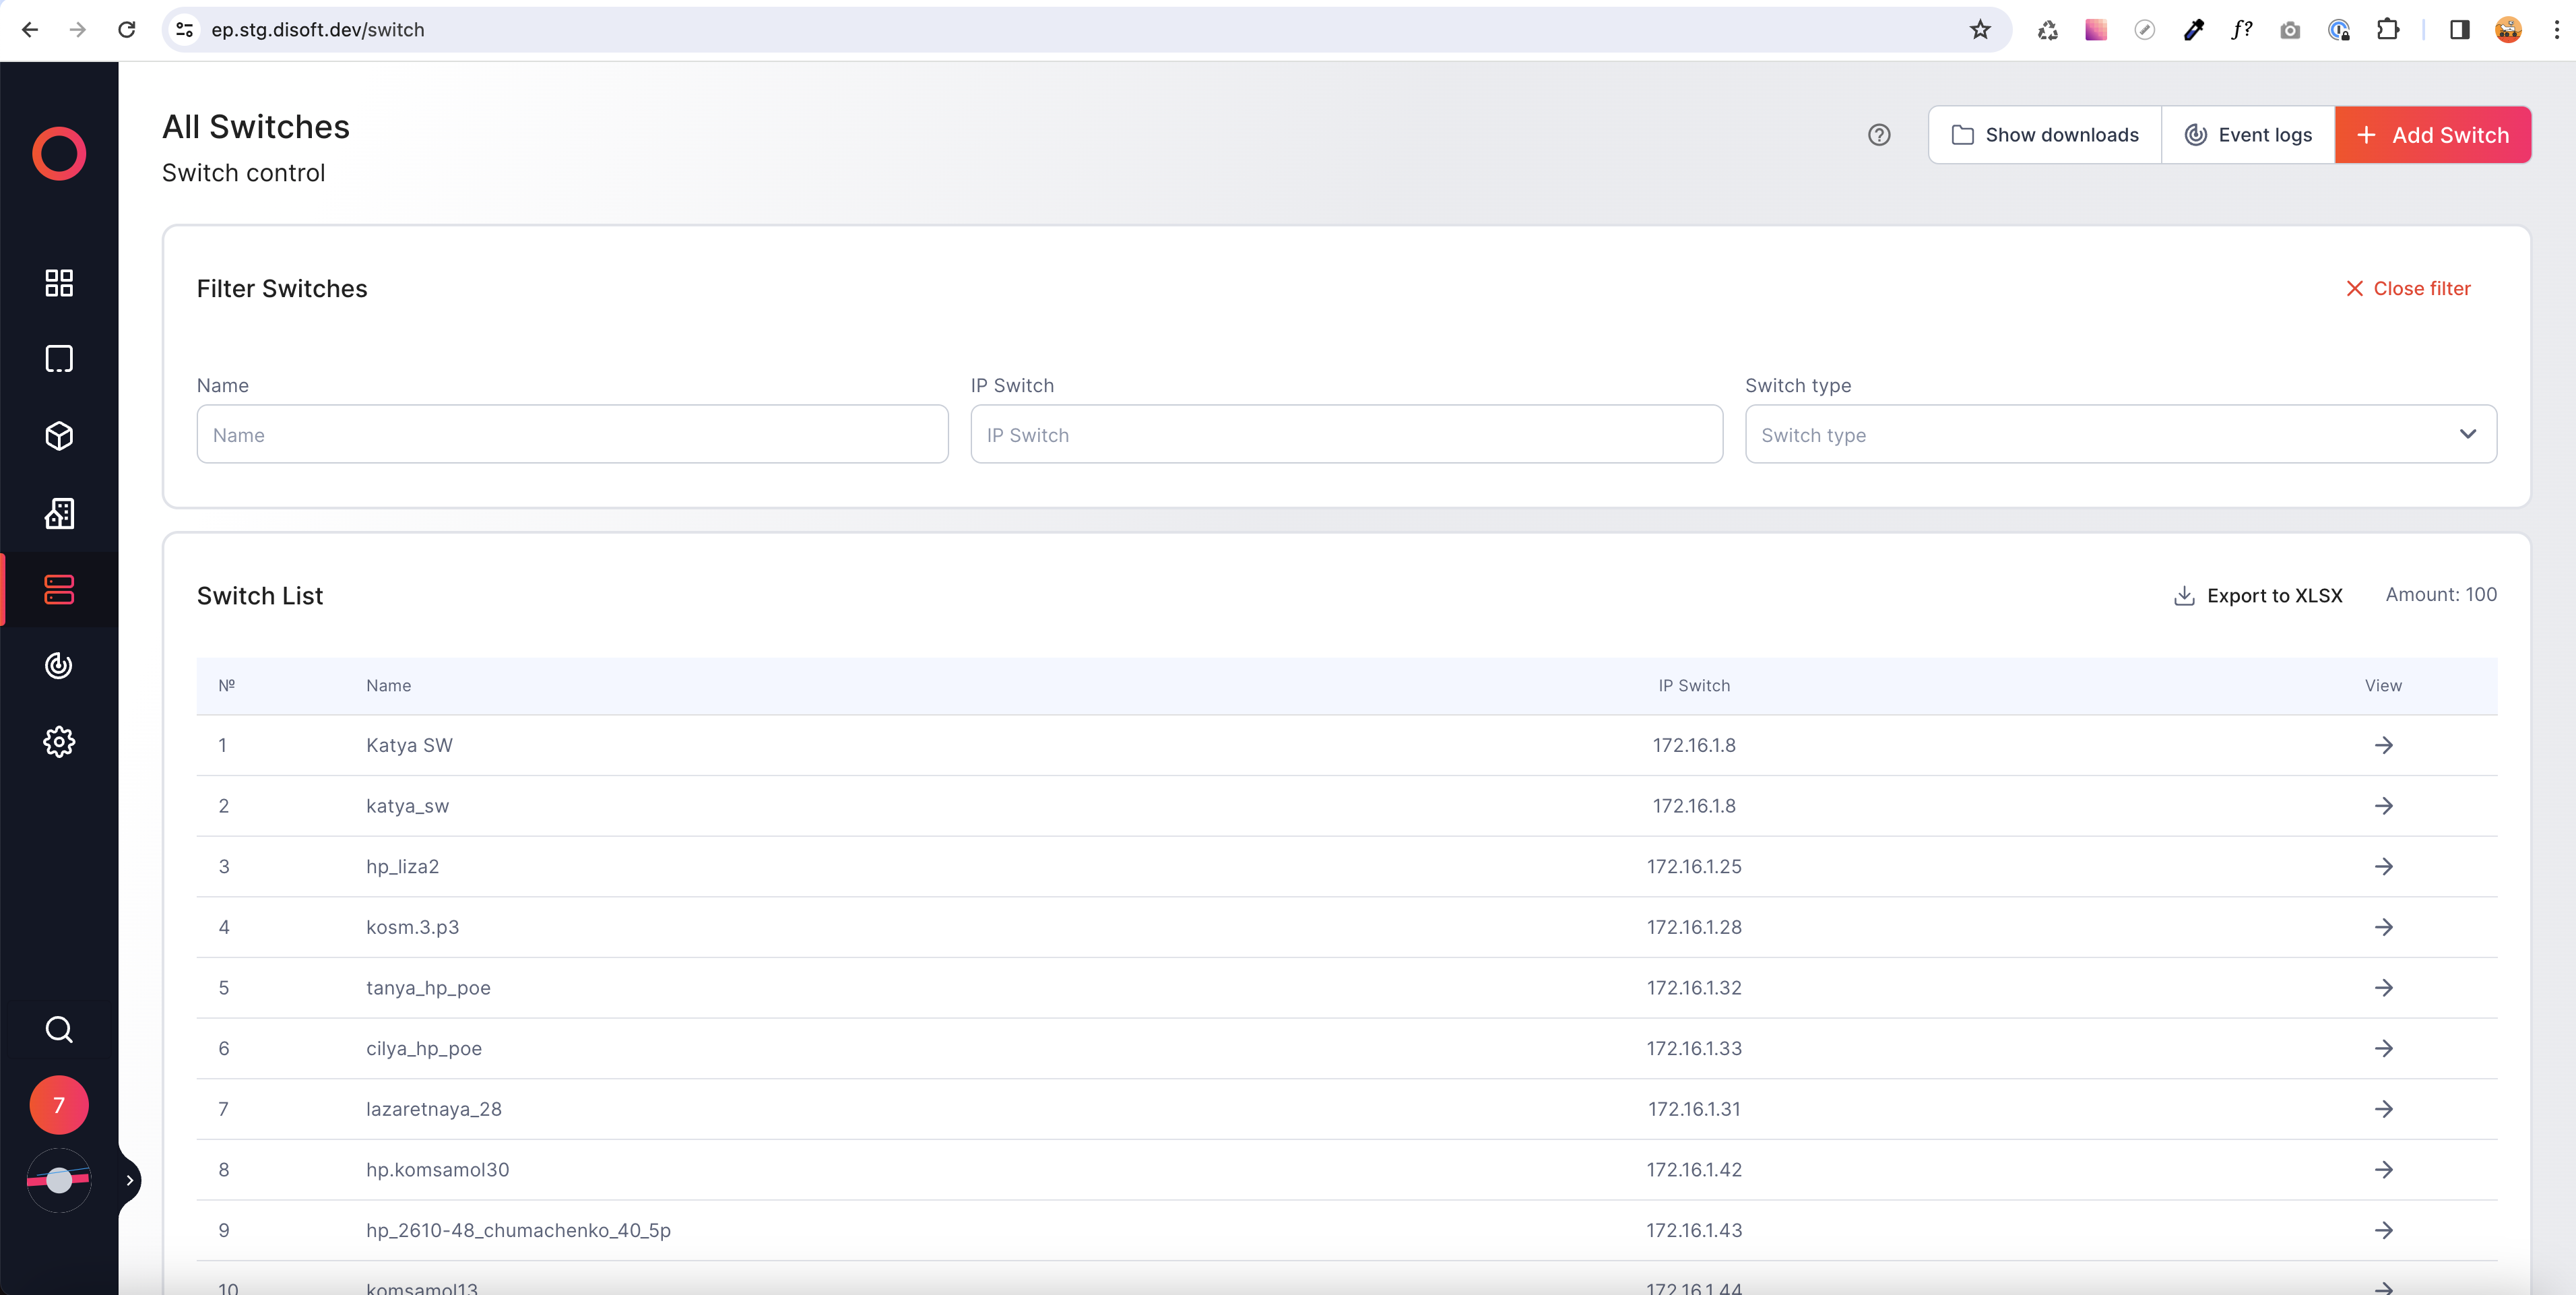 ep.stg.disoft.dev/switch
f?
All Switches
Switch control
Show downloads
Event logs
Add Switch
Filter Switches
Close filter
Name
IP Switch
Switch type
Name
IP Switch
Switch type
Switch List
Export to XLSX
Amount: 100
№ Name IP Switch View
1 Katya SW 172.16.1.8
2 katya_sw 172.16.1.8
3 hp_liza2 172.16.1.25
4 kosm.3.p3 172.16.1.28
5 tanya_hp_poe 172.16.1.32
6 cilya_hp_poe 172.16.1.33
7 lazaretnaya_28 172.16.1.31
8 hp.komsamol30 172.16.1.42
9 hp_2610-48_chumachenko_40_5p 172.16.1.43
10 komsamol13 172.16.1.44
7